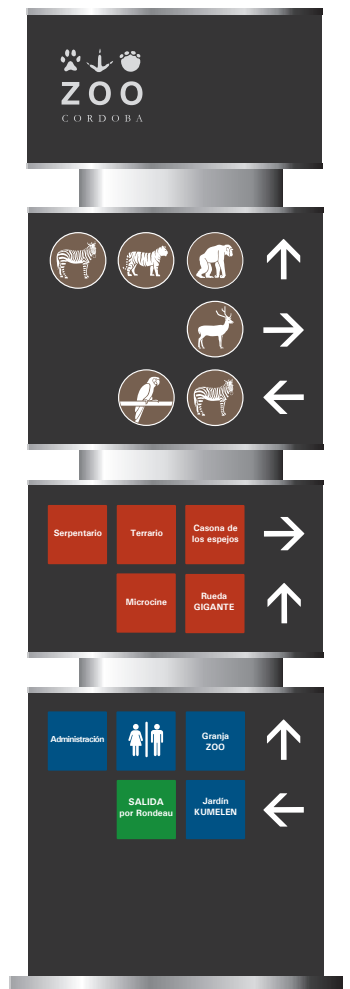 ZOO
CORDOBA
Serpentario
Terrario
Casona de
los espejos
Microcine
Rueda
GIGANTE
Administración
Granja
ZOO
SALIDA
por Rondeau
Jardín
KUMELEN